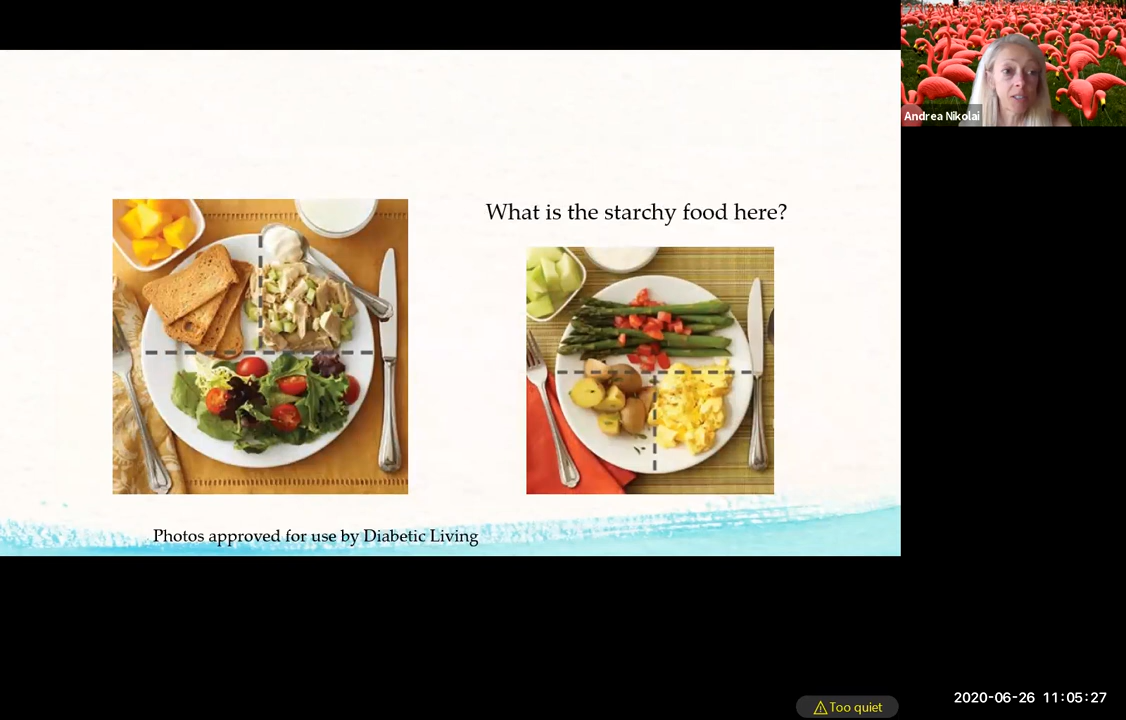 Andrea Nikolai
What is the starchy food here?
Photos approved for use by Diabetic Living
Too quiet
2020-06-26 11:05:27